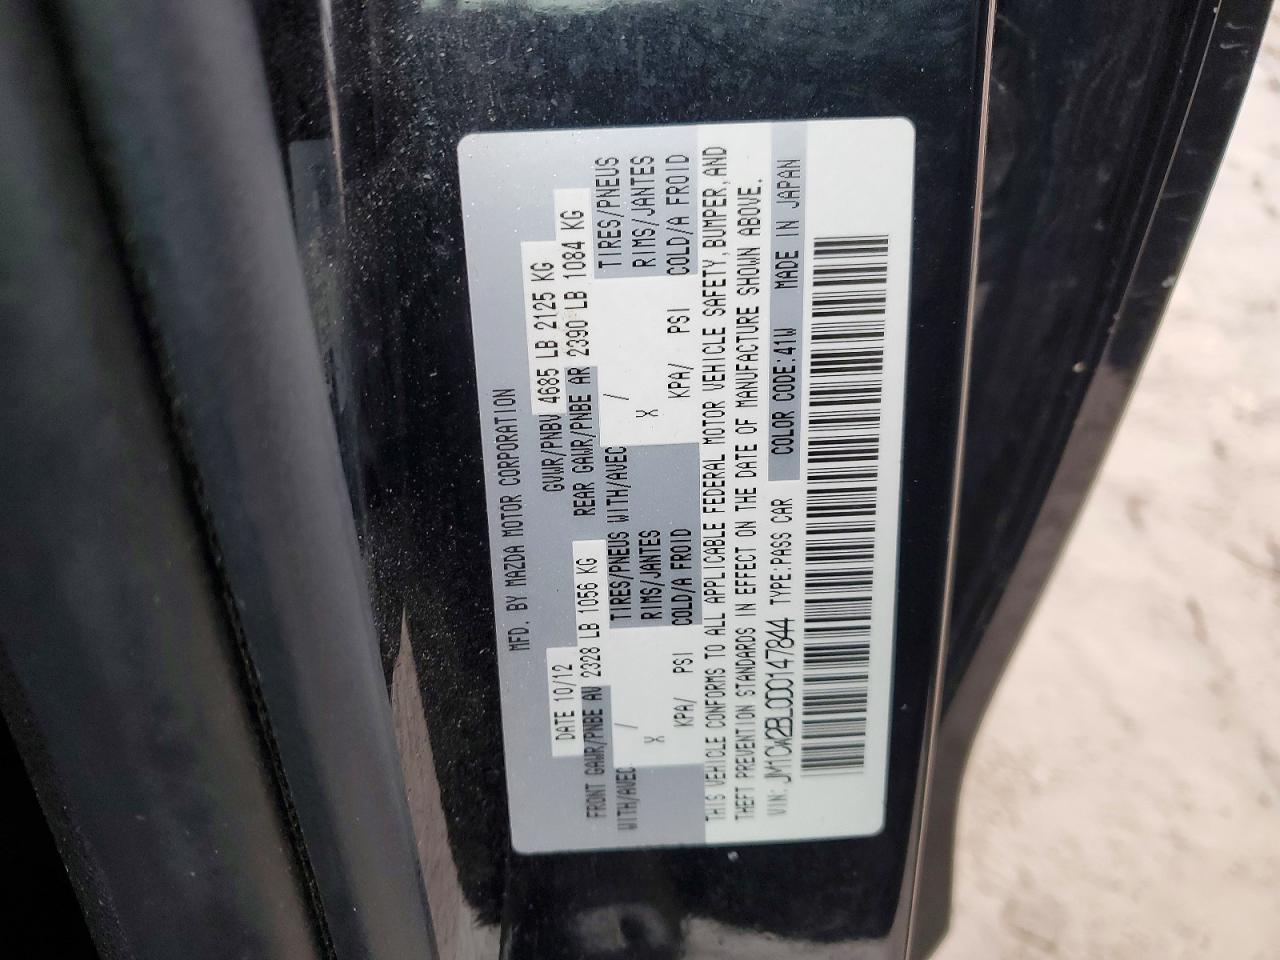 MFD. BY MAZDA MOTOR CORPORATION
DATE 10/12 GVWR/PNBV 4685 LB 2125 KG
FRONT GAWR/PNBE AV 2328 LB 1056 KG REAR GAWR/PNBE AR 2390 LB 1084 KG
WITH/AVEC / TIRES/PNEUS WITH/AVEC / TIRES/PNEUS
X RIMS/JANTES X RIMS/JANTES
KPA/ PSI COLD/A FROID KPA/ PSI COLD/A FROID
THIS VEHICLE CONFORMS TO ALL APPLICABLE FEDERAL MOTOR VEHICLE SAFETY,BUMPER,AND
THEFT PREVENTION STANDARDS IN EFFECT ON THE DATE OF MANUFACTURE SHOWN ABOVE.
VIN: JM1CW2BL0D0147844 TYPE:PASS CAR COLOR CODE:41W MADE IN JAPAN